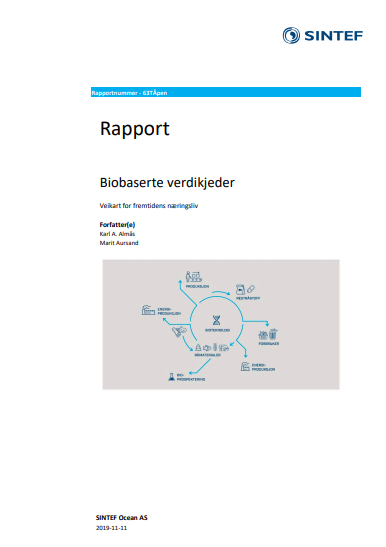 SINTEF
Rapportnummer - 63TÅpen
Rapport
Biobaserte verdikjeder
Veikart for fremtidens næringsliv
Forfatter(e)
Karl A. Almås
Marit Aursand
PRODUKSJON
RESTRÅSTOFF
ENERGI-
PRODUKSJON
BIOTEKNOLOGI
FORBRUKER
BIOMATERIALER
ENERGI-
PRODUKSJON
BIO-
PROSPEKTERING
SINTEF Ocean AS
2019-11-11